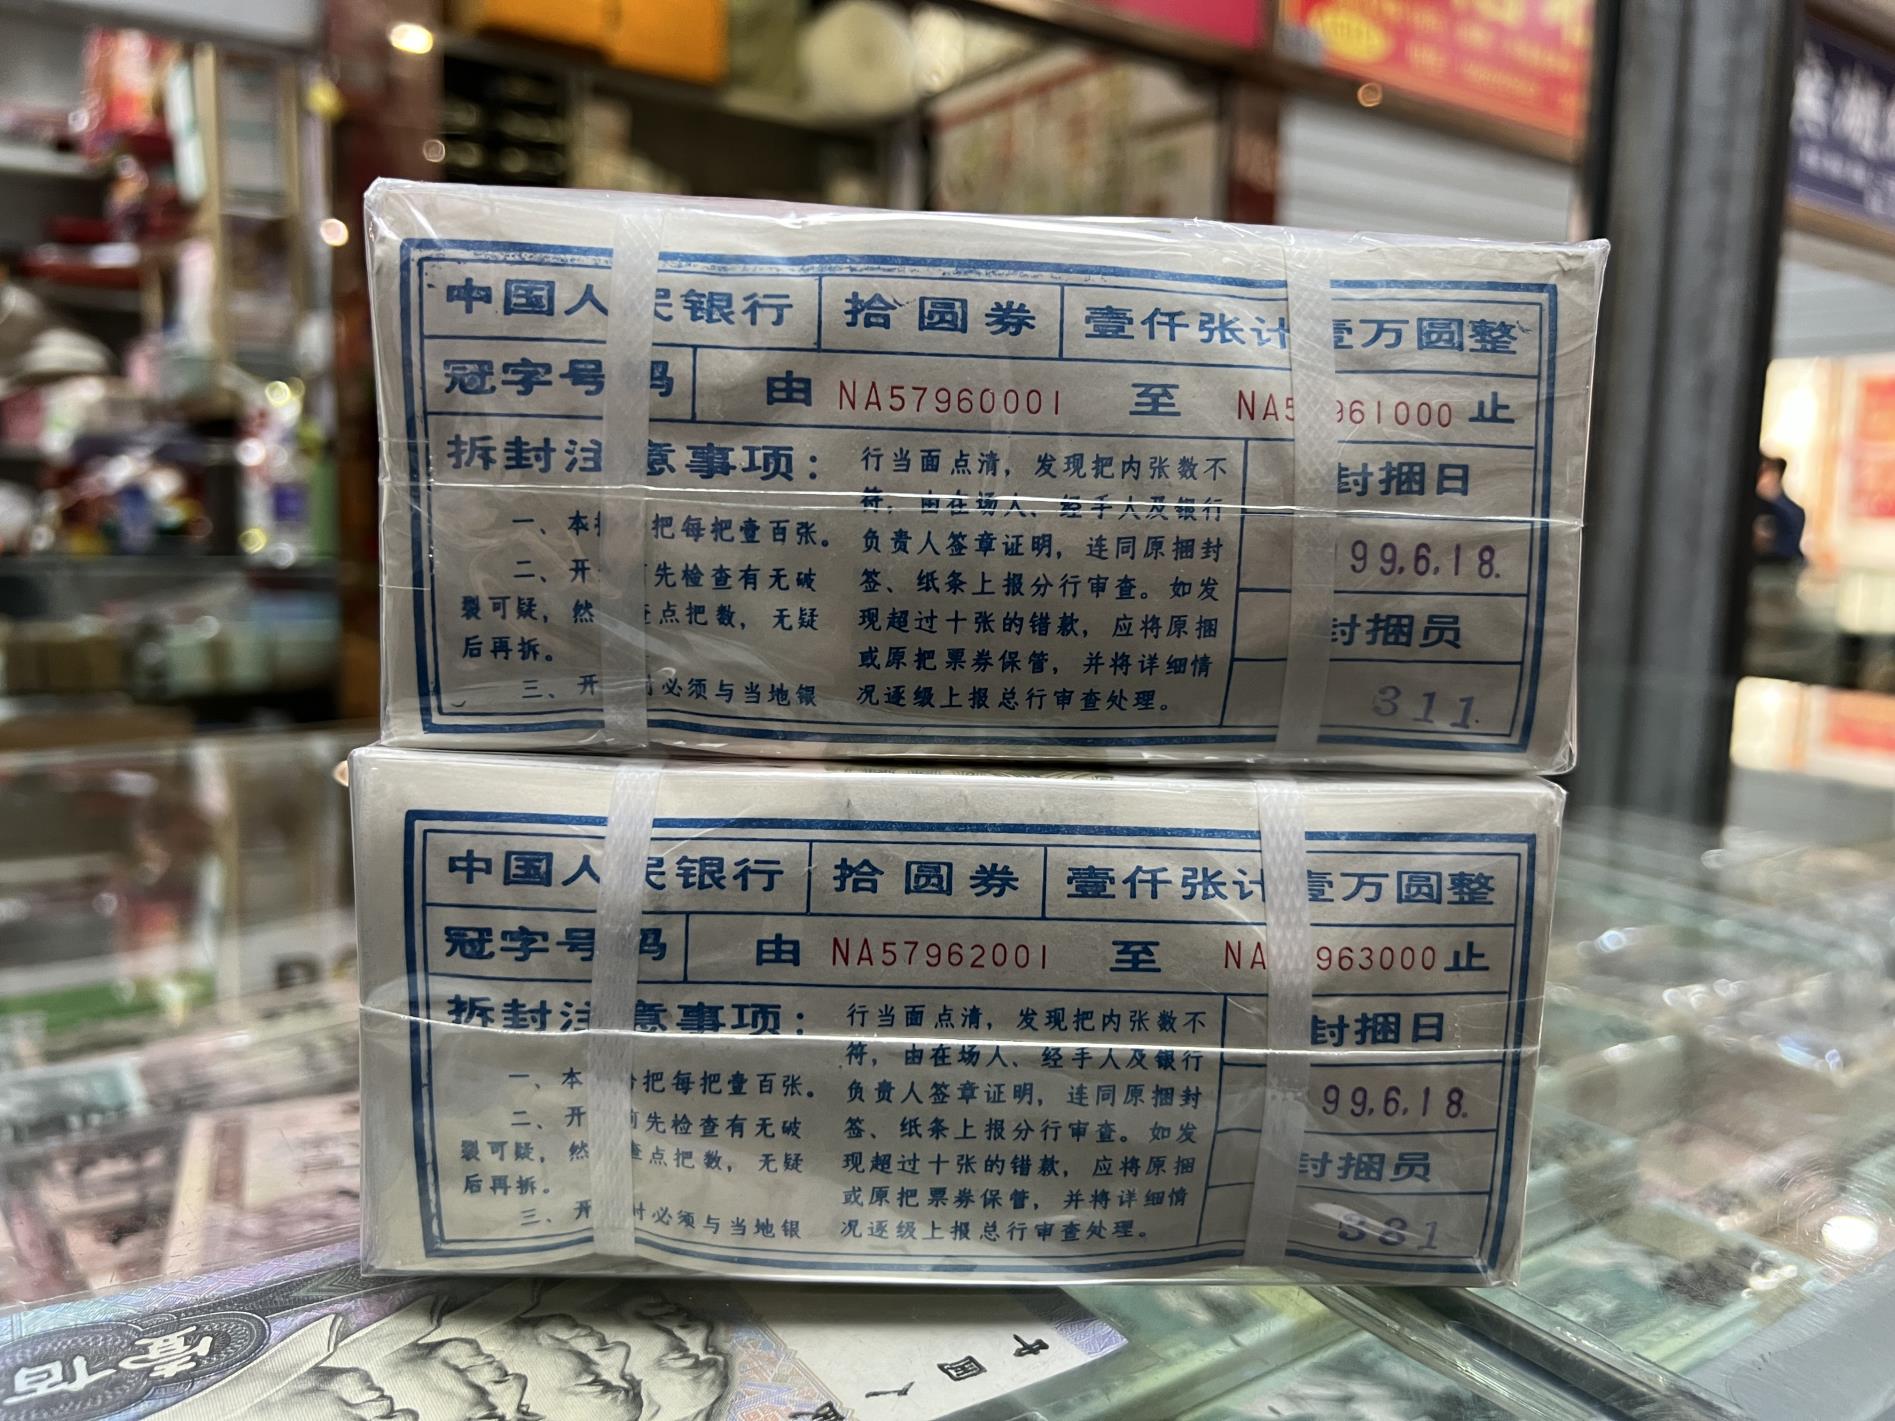 中国人民银行 拾圆券 壹仟张计壹万圆整
冠字号码 由 NA57960001 至 NA5 961000 止
拆封注意事项：
一、本 把每把壹百张。
二、开 前先检查有无破
裂可疑，然 查点把数，无疑
后再拆。
三、开 时必须与当地银
行当面点清，发现把内张数不
符，由在场人、经手人及银行
负责人签章证明，连同原捆封
签、纸条上报分行审查。如发
现超过十张的错款，应将原捆
或原把票券保管，并将详细情
况逐级上报总行审查处理。
封捆日
99.6.18.
封捆员
311
中国人民银行 拾圆券 壹仟张计壹万圆整
冠字号码 由 NA57962001 至 NA 963000 止
拆封注意事项：
一、本 把每把壹百张。
二、开 前先检查有无破
裂可疑，然 查点把数，无疑
后再拆。
三、开 时必须与当地银
行当面点清，发现把内张数不
符，由在场人、经手人及银行
负责人签章证明，连同原捆封
签、纸条上报分行审查。如发
现超过十张的错款，应将原捆
或原把票券保管，并将详细情
况逐级上报总行审查处理。
封捆日
99.6.18.
封捆员
381
壹佰